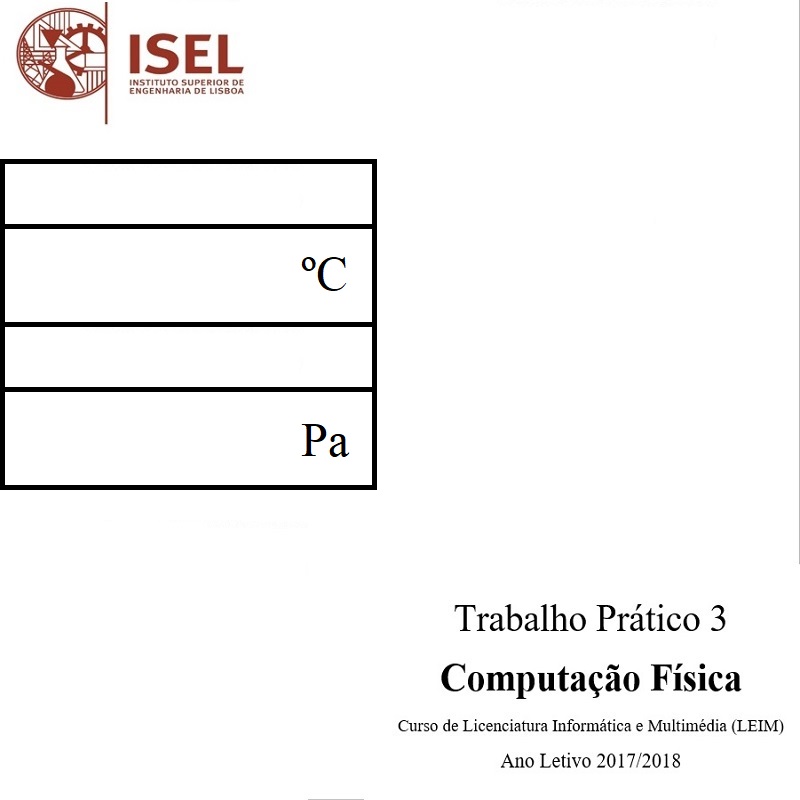 ISEL
INSTITUTO SUPERIOR DE
ENGENHARIA DE LISBOA
ºC
Pa
Trabalho Prático 3
Computação Física
Curso de Licenciatura Informática e Multimédia (LEIM)
Ano Letivo 2017/2018